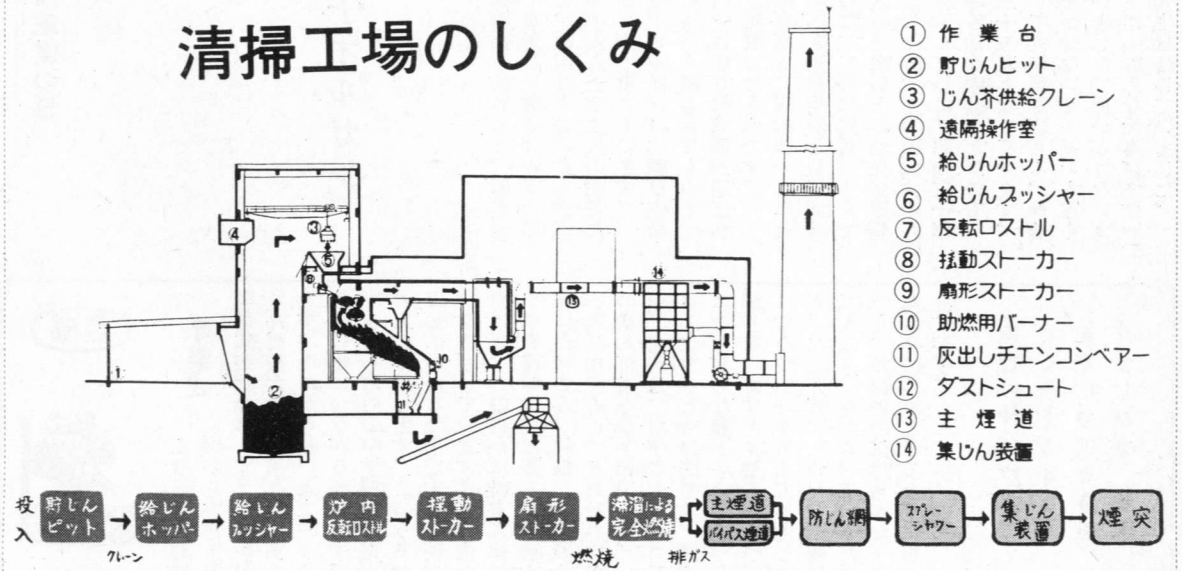 清掃工場のしくみ
① 作業台
② 貯じんヒット
③ じん芥供給クレーン
④ 遠隔操作室
⑤ 給じんホッパー
⑥ 給じんプッシャー
⑦ 反転ロストル
⑧ 揺動ストーカー
⑨ 扇形ストーカー
⑩ 助燃用バーナー
⑪ 灰出しチエンコンベアー
⑫ ダストシュート
⑬ 主煙道
⑭ 集じん装置
④
③
⑤
②
1
10
⑬
14
投入
貯じんピット
給じんホッパー
給じんプッシャー
炉内反転ロストル
揺動ストーカー
扇形ストーカー
による完全燃焼
主煙道
バイパス煙道
防じん網
スプレーシャワー
集じん装置
煙突
クレーン
燃焼
排ガス